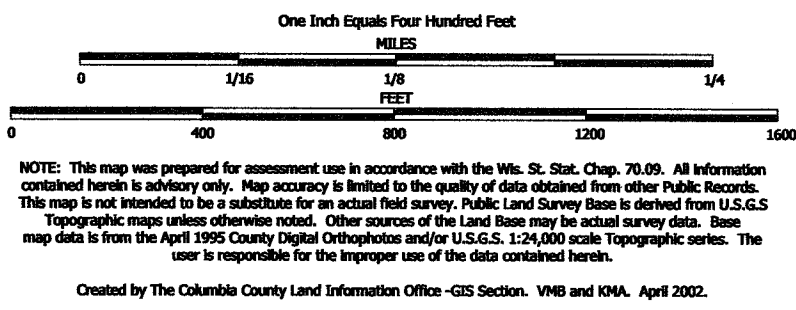 One Inch Equals Four Hundred Feet
MILES
0 1/16 1/8 1/4
FEET
0 400 800 1200 1600
NOTE: This map was prepared for assessment use in accordance with the Wis. St. Stat. Chap. 70.09. All information
contained herein is advisory only. Map accuracy is limited to the quality of data obtained from other Public Records.
This map is not intended to be a substitute for an actual field survey. Public Land Survey Base is derived from U.S.G.S
Topographic maps unless otherwise noted. Other sources of the Land Base may be actual survey data. Base
map data is from the April 1995 County Digital Orthophotos and/or U.S.G.S. 1:24,000 scale Topographic series. The
user is responsible for the improper use of the data contained herein.
Created by The Columbia County Land Information Office -GIS Section. VMB and KMA. April 2002.